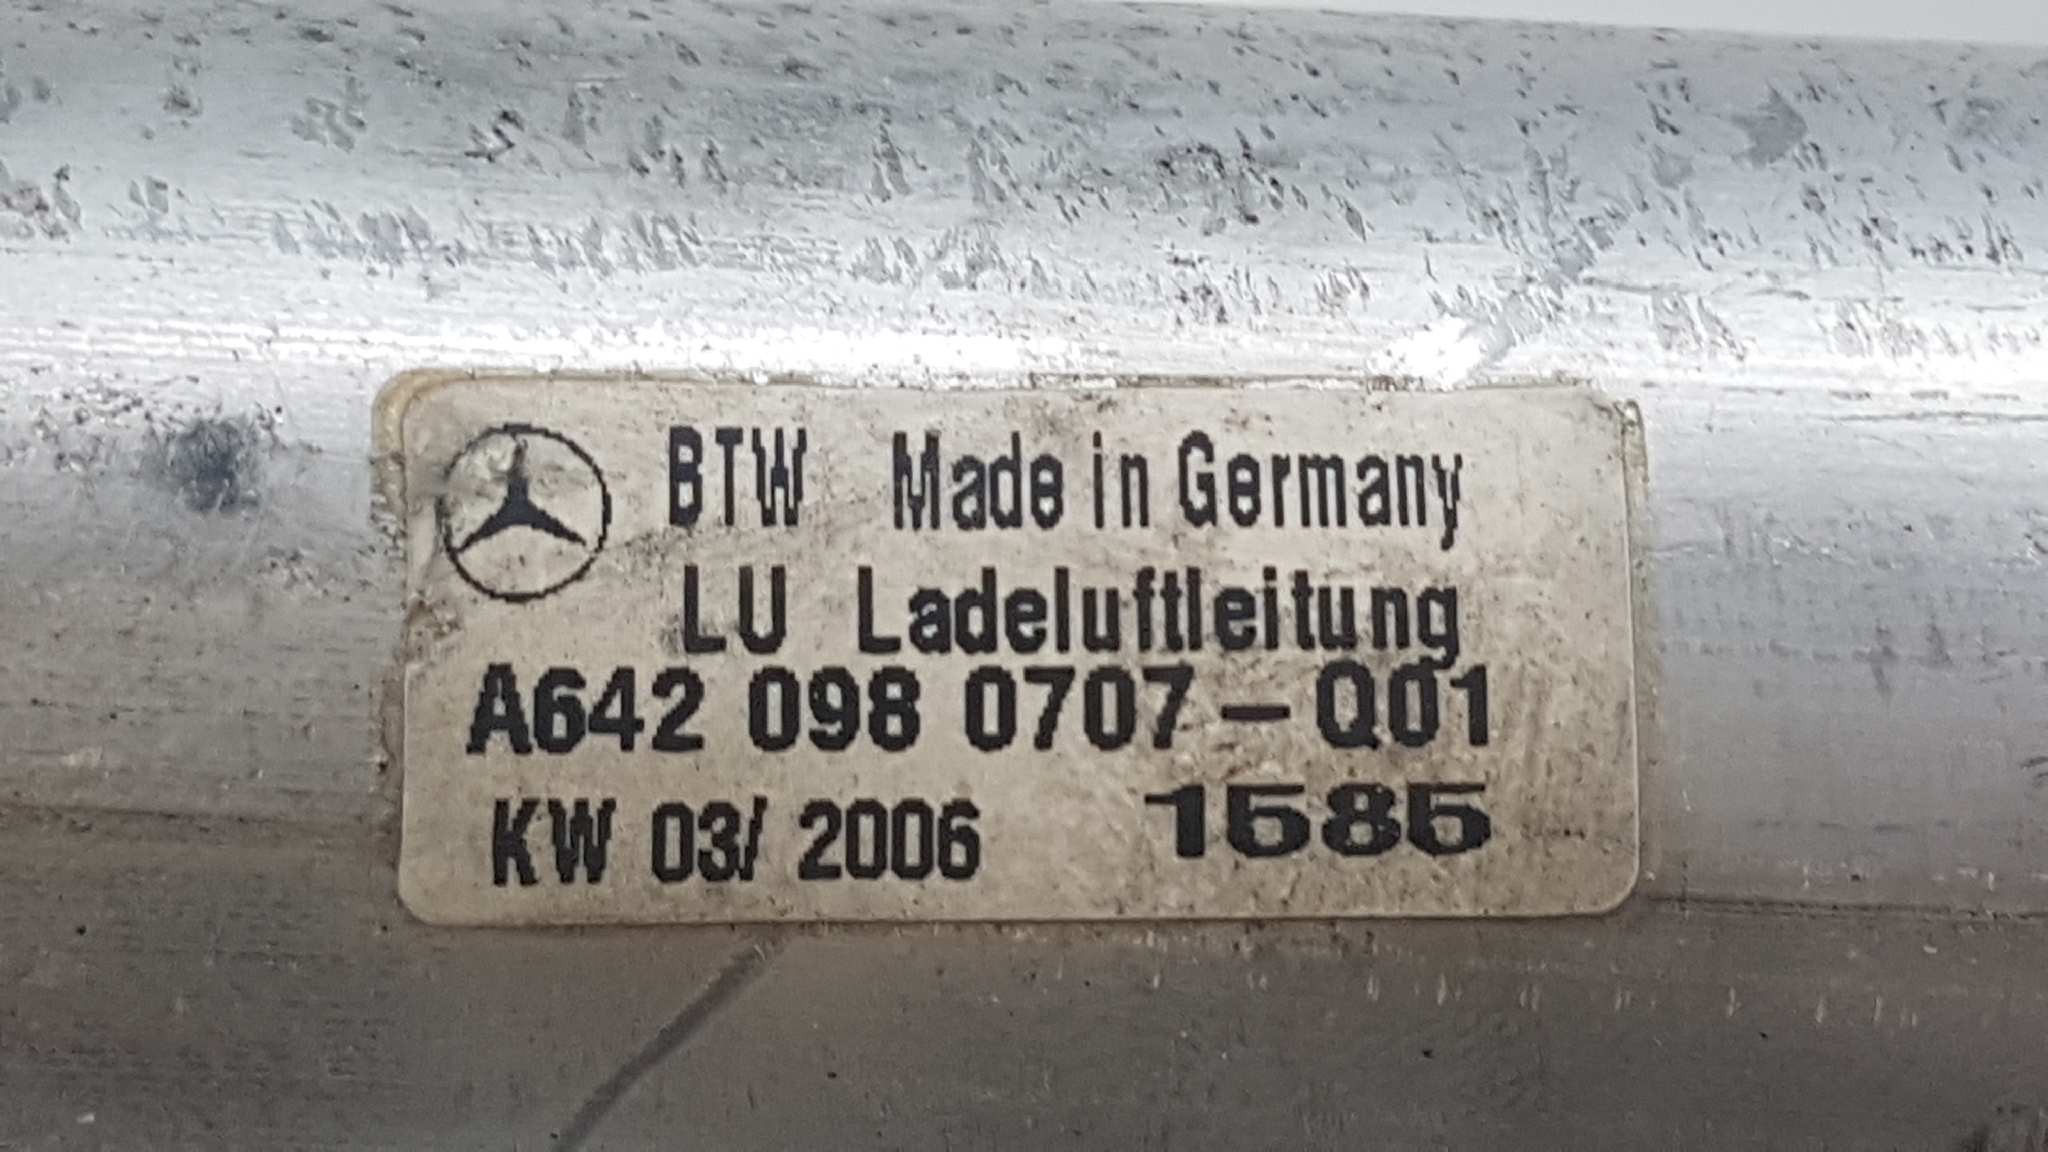 BTW Made in Germany
LU Ladeluftleitung
A642 098 0707-Q01
KW 03/ 2006 1585